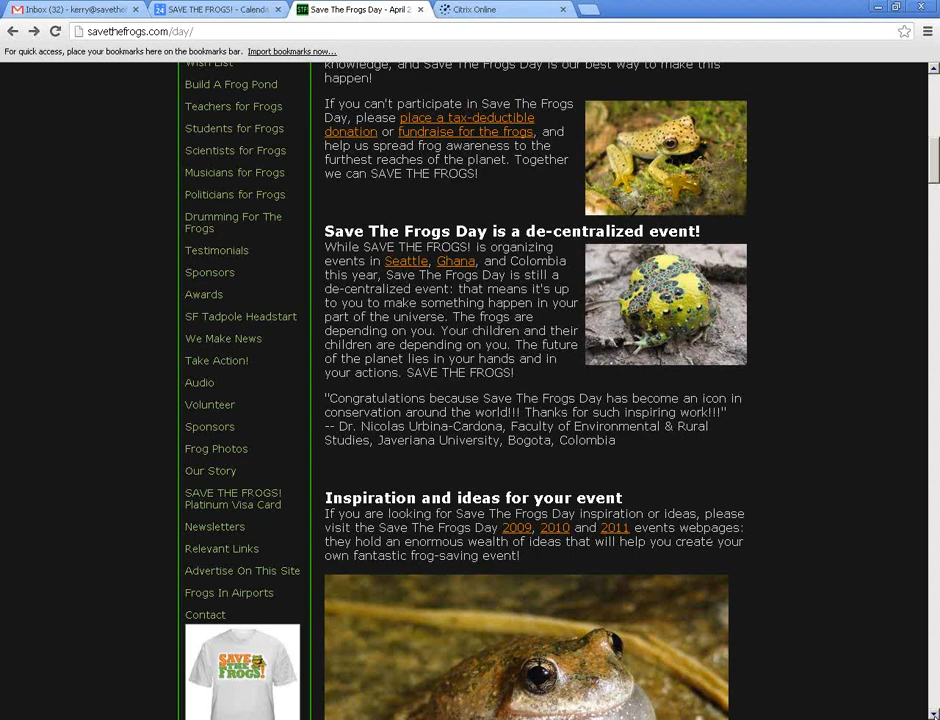 Inbox (32) - kerry@savethef
SAVE THE FROGS! - Calenda
Save The Frogs Day - April 2
Citrix Online
savethefrogs.com/day/
For quick access, place your bookmarks here on the bookmarks bar. Import bookmarks now...
Wish List
Build A Frog Pond
Teachers for Frogs
Students for Frogs
Scientists for Frogs
Musicians for Frogs
Politicians for Frogs
Drumming For The
Frogs
Testimonials
Sponsors
Awards
SF Tadpole Headstart
We Make News
Take Action!
Audio
Volunteer
Sponsors
Frog Photos
Our Story
SAVE THE FROGS!
Platinum Visa Card
Newsletters
Relevant Links
Advertise On This Site
Frogs In Airports
Contact
SAVE
THE
FROGS!
knowledge, and Save The Frogs Day is our best way to make this
happen!
If you can't participate in Save The Frogs
Day, please place a tax-deductible
donation or fundraise for the frogs, and
help us spread frog awareness to the
furthest reaches of the planet. Together
we can SAVE THE FROGS!
Save The Frogs Day is a de-centralized event!
While SAVE THE FROGS! is organizing
events in Seattle, Ghana, and Colombia
this year, Save The Frogs Day is still a
de-centralized event: that means it's up
to you to make something happen in your
part of the universe. The frogs are
depending on you. Your children and their
children are depending on you. The future
of the planet lies in your hands and in
your actions. SAVE THE FROGS!
"Congratulations because Save The Frogs Day has become an icon in
conservation around the world!!! Thanks for such inspiring work!!!"
-- Dr. Nicolas Urbina-Cardona, Faculty of Environmental & Rural
Studies, Javeriana University, Bogota, Colombia
Inspiration and ideas for your event
If you are looking for Save The Frogs Day inspiration or ideas, please
visit the Save The Frogs Day 2009, 2010 and 2011 events webpages:
they hold an enormous wealth of ideas that will help you create your
own fantastic frog-saving event!